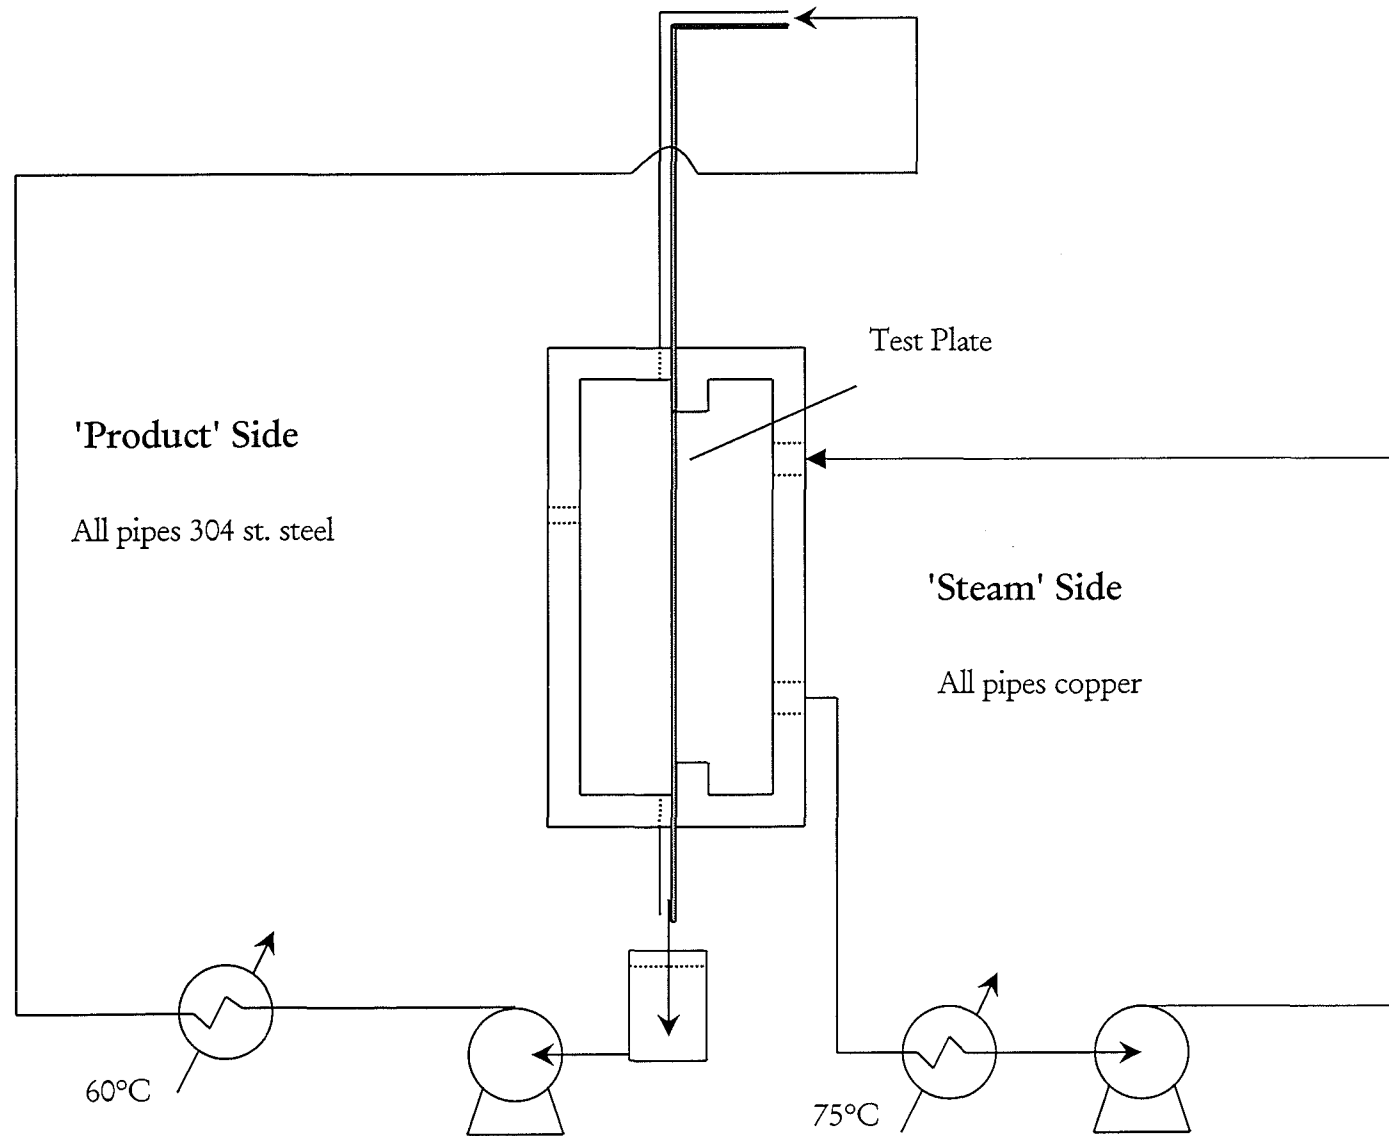 Test Plate
'Product' Side
All pipes 304 st. steel
'Steam' Side
All pipes copper
60°C
75°C